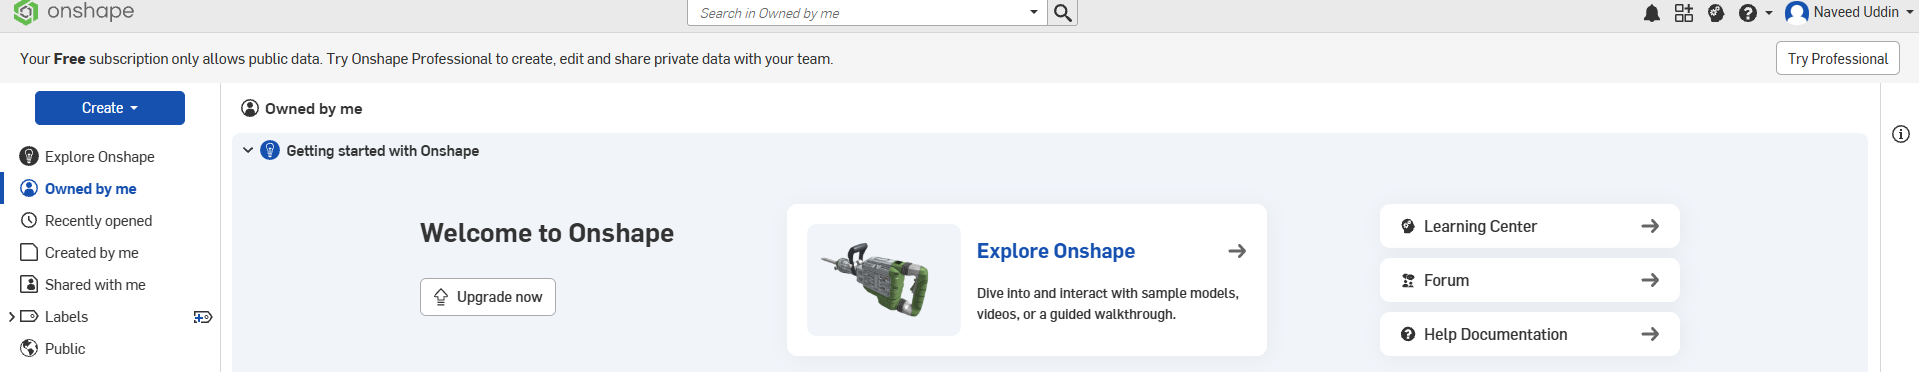 onshape
Search in Owned by me
Naveed Uddin
Your Free subscription only allows public data. Try Onshape Professional to create, edit and share private data with your team.
Try Professional
Create
Explore Onshape
Owned by me
Recently opened
Created by me
Shared with me
Labels
Public
Owned by me
Getting started with Onshape
Welcome to Onshape
Upgrade now
Explore Onshape
Dive into and interact with sample models,
videos, or a guided walkthrough.
Learning Center
Forum
Help Documentation